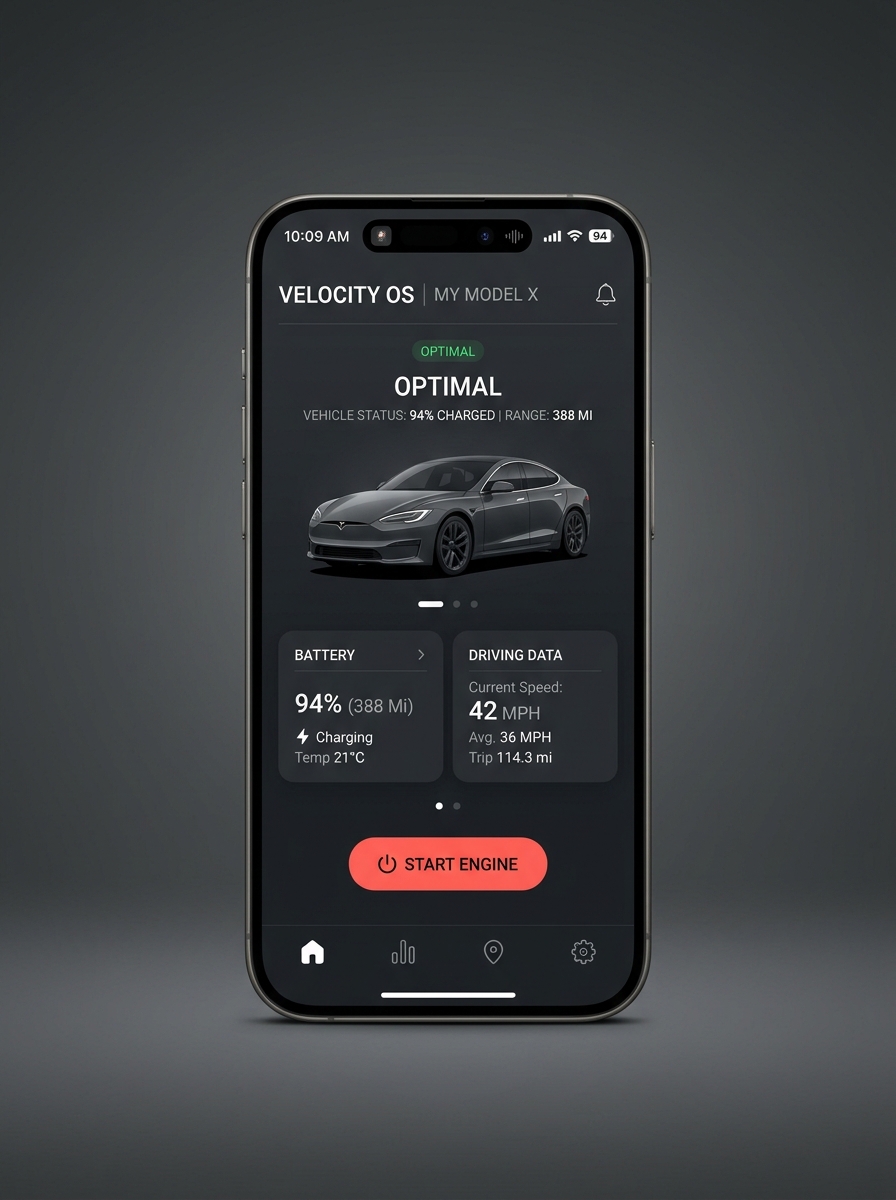 10:09 AM 94
VELOCITY OS | MY MODEL X
OPTIMAL
OPTIMAL
VEHICLE STATUS: 94% CHARGED | RANGE: 388 MI
BATTERY
94% (388 Mi)
Charging
Temp 21°C
DRIVING DATA
Current Speed:
42 MPH
Avg. 36 MPH
Trip 114.3 mi
START ENGINE